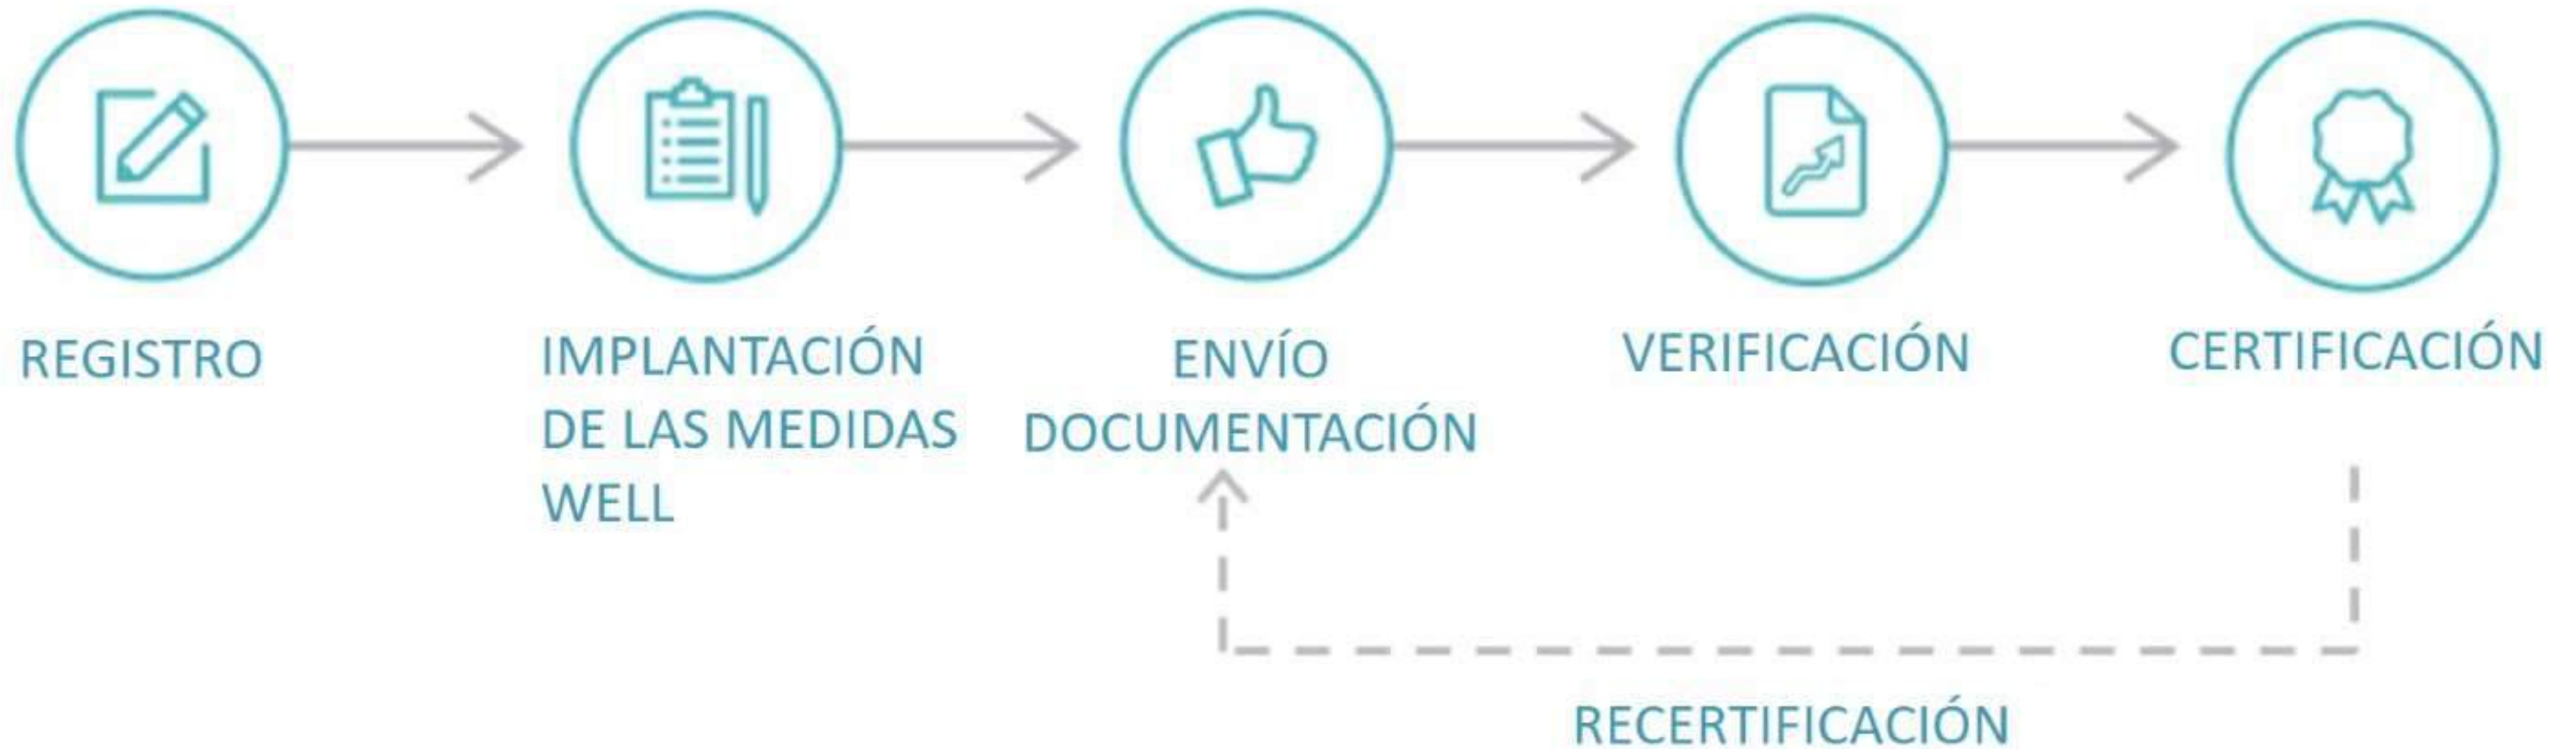 REGISTRO
IMPLANTACIÓN
DE LAS MEDIDAS
WELL
ENVÍO
DOCUMENTACIÓN
VERIFICACIÓN
CERTIFICACIÓN
RECERTIFICACIÓN